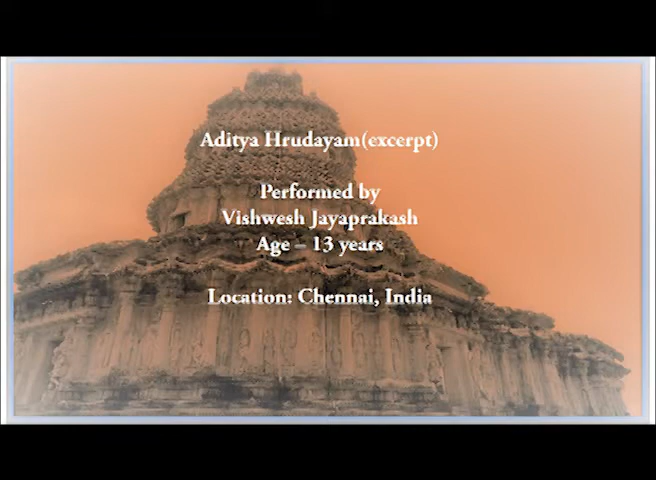 Aditya Hrudayam(excerpt)
Performed by
Vishwesh Jayaprakash
Age – 13 years
Location: Chennai, India